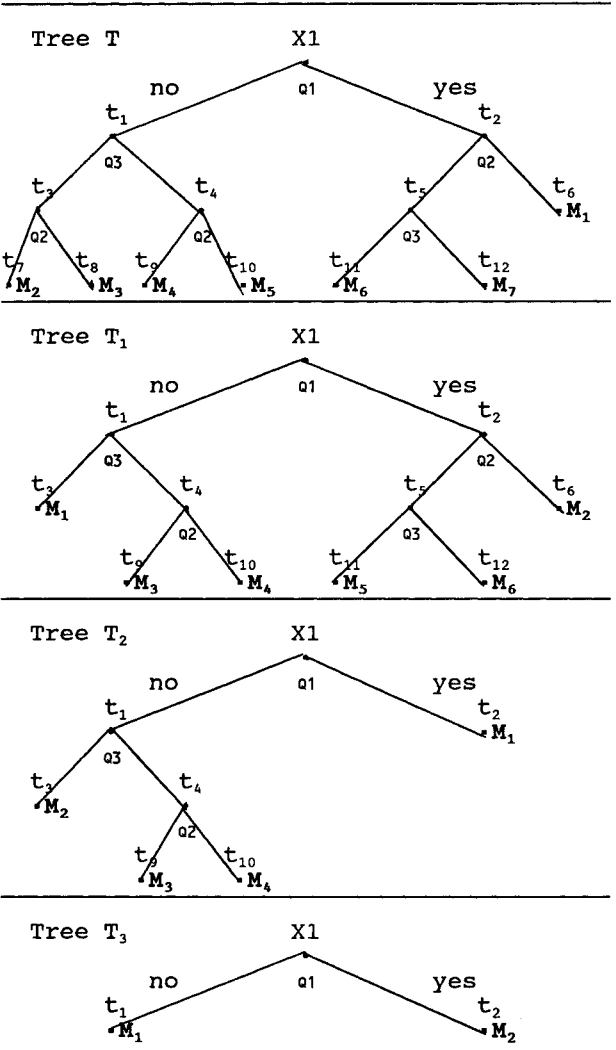 Tree T X1
no Q1 yes
t₁ t₂
Q3 Q2
t₃ t₄ t₅ t₆
Q2 Q2 Q3 M₁
t₇ t₈ t₉ t₁₀ t₁₁ t₁₂
M₂ M₃ M₄ M₅ M₆ M₇
Tree T₁ X1
no Q1 yes
t₁ t₂
Q3 Q2
t₃ t₄ t₅ t₆
M₁ Q2 Q3 M₂
t₉ t₁₀ t₁₁ t₁₂
M₃ M₄ M₅ M₆
Tree T₂ X1
no Q1 yes
t₁ t₂
Q3 M₁
t₃ t₄
M₂ Q2
t₉ t₁₀
M₃ M₄
Tree T₃ X1
no Q1 yes
t₁ t₂
M₁ M₂